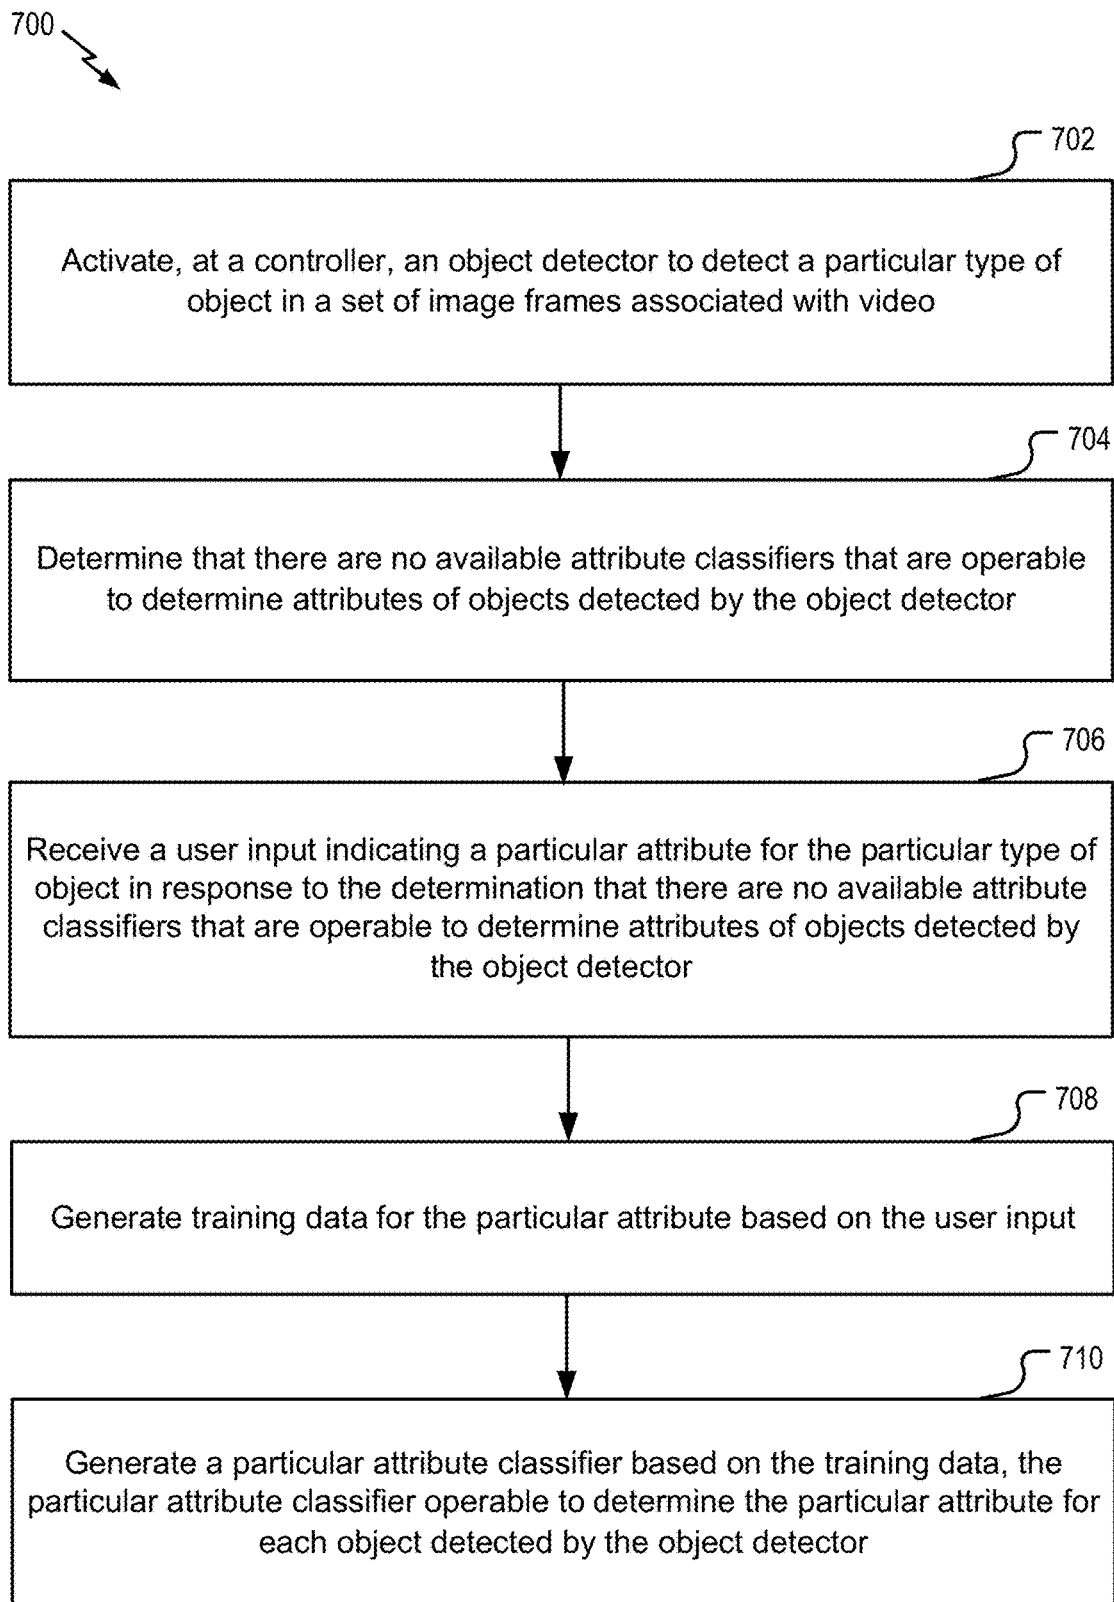 700
702
Activate, at a controller, an object detector to detect a particular type of
object in a set of image frames associated with video
704
Determine that there are no available attribute classifiers that are operable
to determine attributes of objects detected by the object detector
706
Receive a user input indicating a particular attribute for the particular type of
object in response to the determination that there are no available attribute
classifiers that are operable to determine attributes of objects detected by
the object detector
708
Generate training data for the particular attribute based on the user input
710
Generate a particular attribute classifier based on the training data, the
particular attribute classifier operable to determine the particular attribute for
each object detected by the object detector